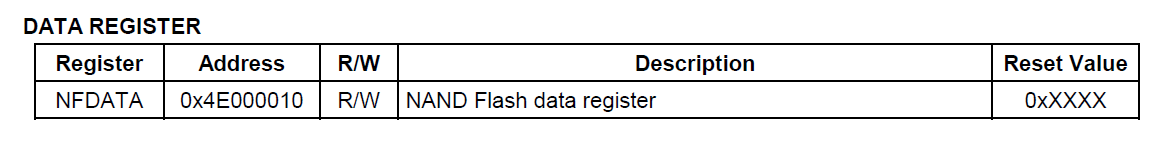 DATA REGISTER
Register Address R/W Description Reset Value
NFDATA 0x4E000010 R/W NAND Flash data register 0xXXXX